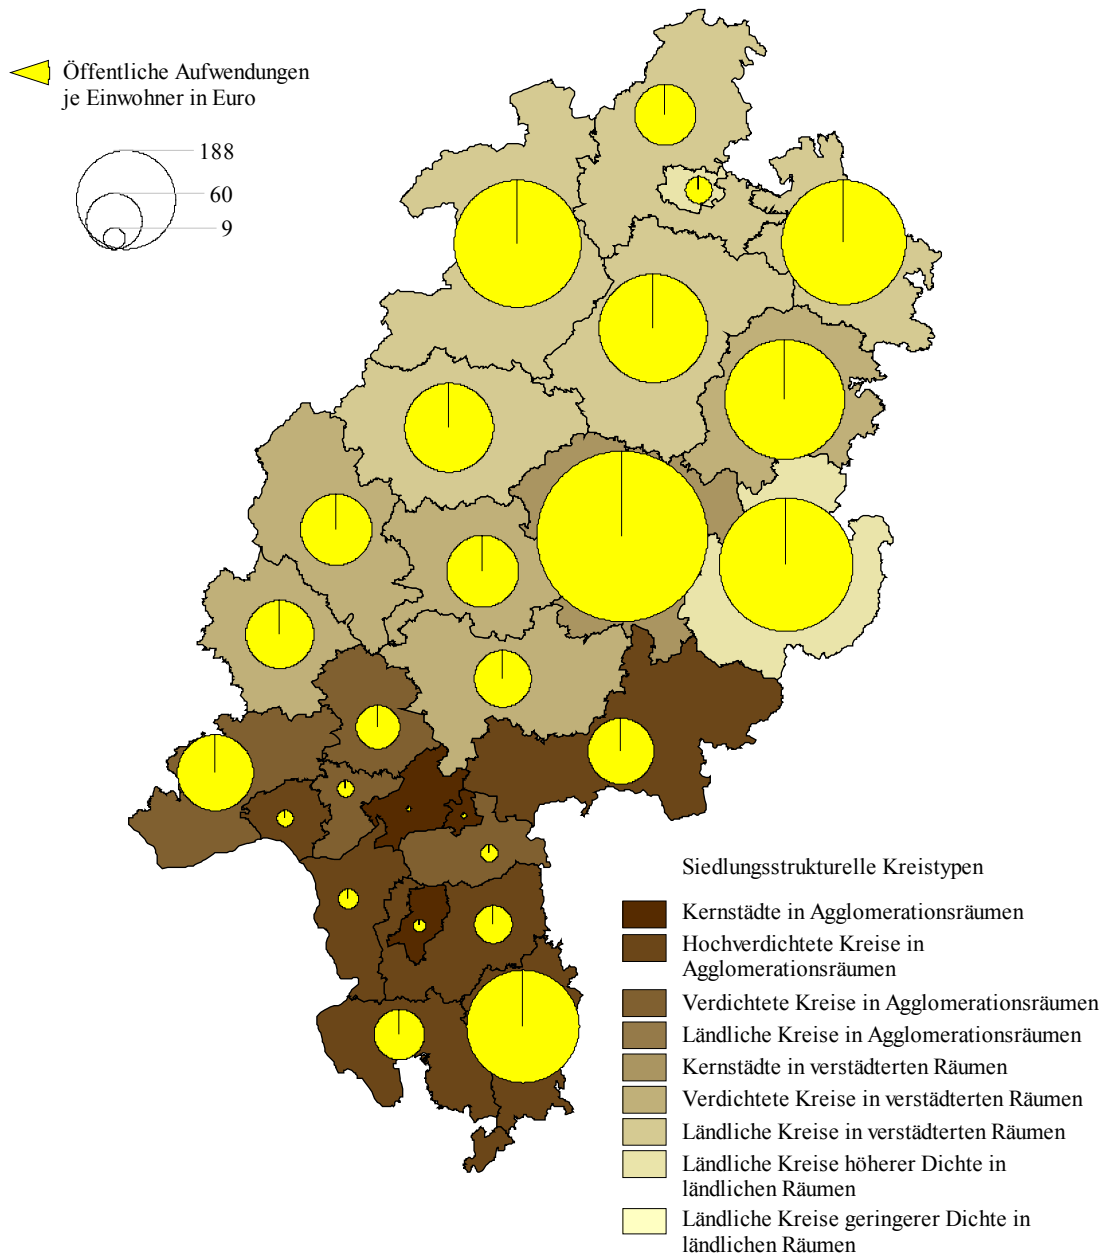 Öffentliche Aufwendungen
je Einwohner in Euro
188
60
9
Siedlungsstrukturelle Kreistypen
Kernstädte in Agglomerationsräumen
Hochverdichtete Kreise in
Agglomerationsräumen
Verdichtete Kreise in Agglomerationsräumen
Ländliche Kreise in Agglomerationsräumen
Kernstädte in verstädterten Räumen
Verdichtete Kreise in verstädterten Räumen
Ländliche Kreise in verstädterten Räumen
Ländliche Kreise höherer Dichte in
ländlichen Räumen
Ländliche Kreise geringerer Dichte in
ländlichen Räumen